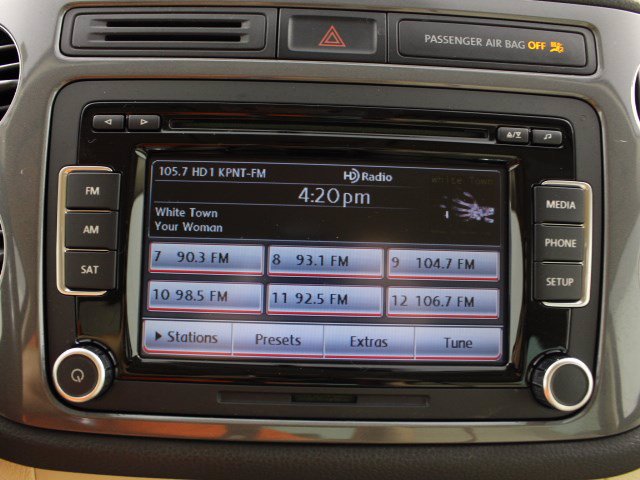 PASSENGER AIR BAG OFF
105.7 HD1 KPNT-FM
HD Radio
White Town
4:20pm
White Town
Your Woman
FM
AM
SAT
MEDIA
PHONE
SETUP
7 90.3 FM
8 93.1 FM
9 104.7 FM
10 98.5 FM
11 92.5 FM
12 106.7 FM
Stations
Presets
Extras
Tune